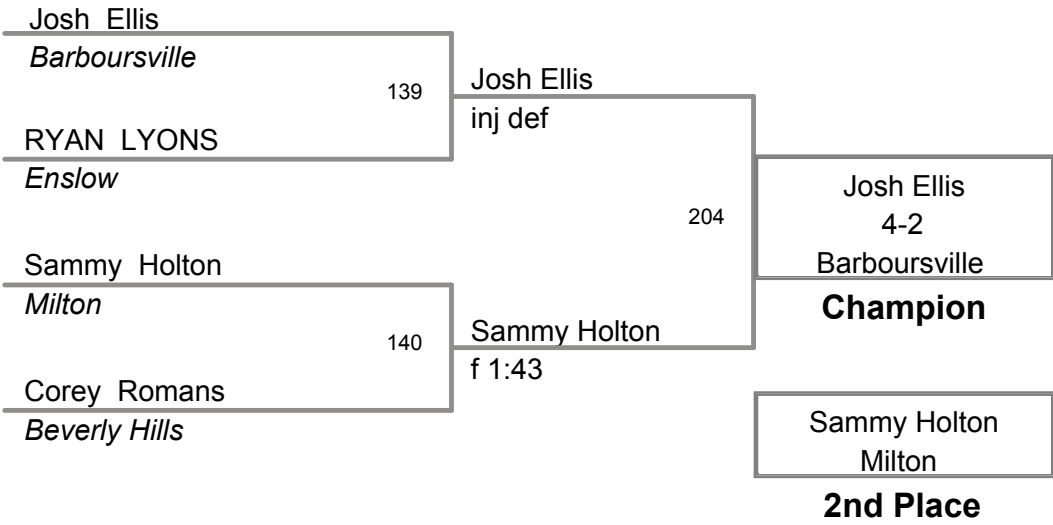 Josh Ellis
Barboursville
139
RYAN LYONS
Enslow
Josh Ellis
inj def
Sammy Holton
Milton
140
Corey Romans
Beverly Hills
Sammy Holton
f 1:43
204
Josh Ellis
4-2
Barboursville
Champion
Sammy Holton
Milton
2nd Place